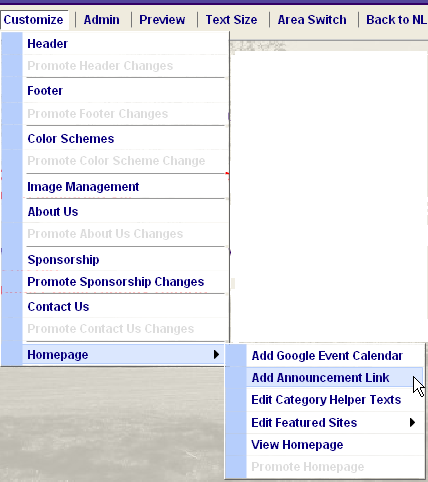 Customize Admin Preview Text Size Area Switch Back to NL
Header
Promote Header Changes
Footer
Promote Footer Changes
Color Schemes
Promote Color Scheme Change
Image Management
About Us
Promote About Us Changes
Sponsorship
Promote Sponsorship Changes
Contact Us
Promote Contact Us Changes
Homepage
Add Google Event Calendar
Add Announcement Link
Edit Category Helper Texts
Edit Featured Sites
View Homepage
Promote Homepage